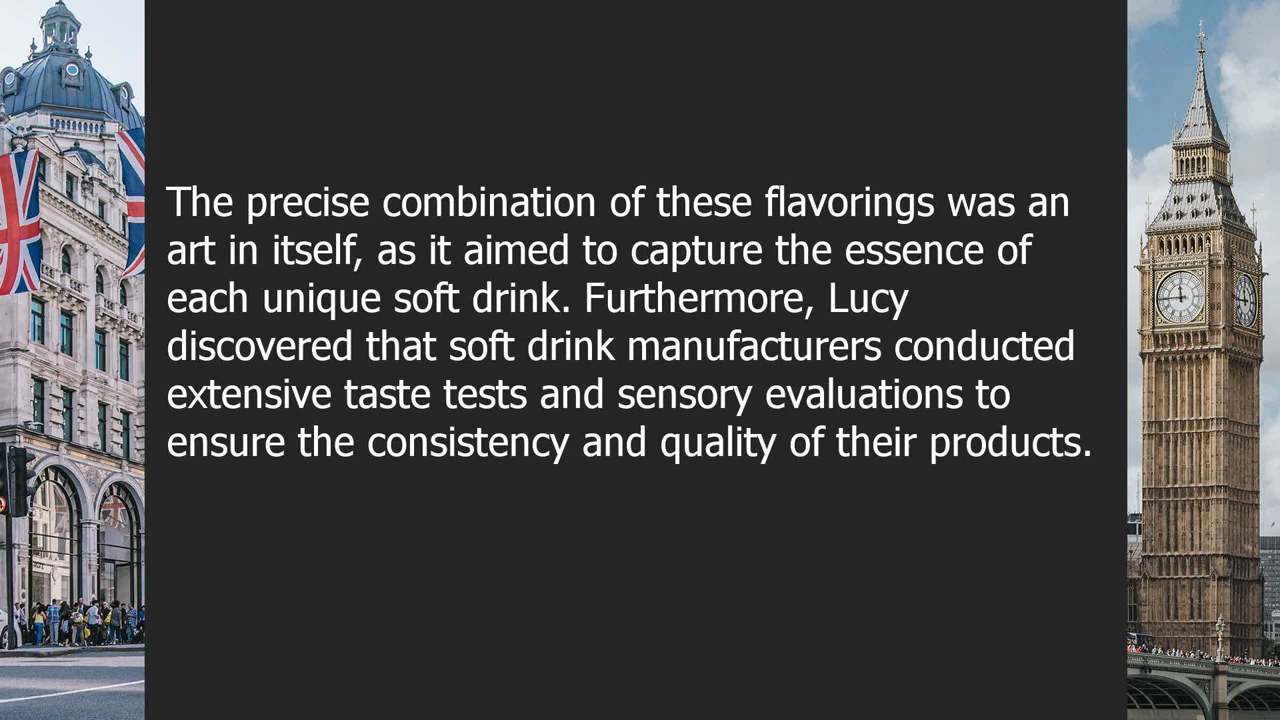 The precise combination of these flavorings was an
art in itself, as it aimed to capture the essence of
each unique soft drink. Furthermore, Lucy
discovered that soft drink manufacturers conducted
extensive taste tests and sensory evaluations to
ensure the consistency and quality of their products.